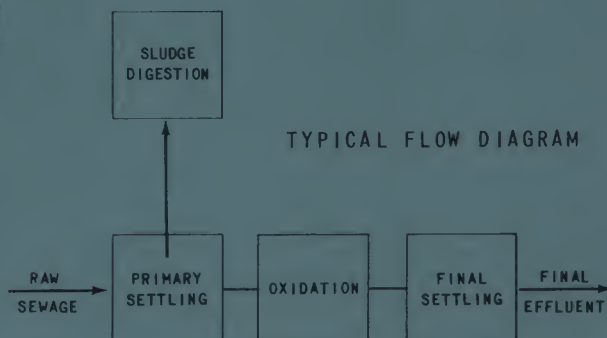 SLUDGE
DIGESTION
TYPICAL FLOW DIAGRAM
RAW
SEWAGE
PRIMARY
SETTLING
OXIDATION
FINAL
SETTLING
FINAL
EFFLUENT